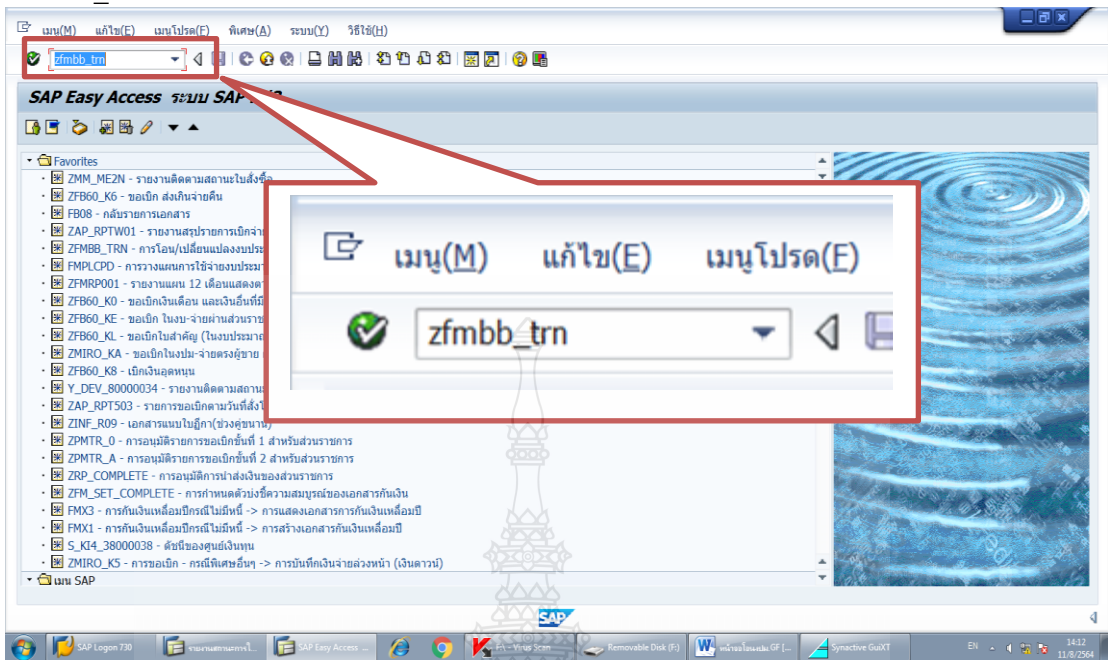 เมนู(M) แก้ไข(E) เมนูโปรด(F) พิเศษ(A) ระบบ(Y) วิธีใช้(H)
zfmbb_trn
SAP Easy Access ระบบ SAP
Favorites
ZMM_ME2N - รายงานติดตามสถานะใบสั่งซื้อ
ZFB60_K6 - ขอเบิก ส่งเกินจ่ายคืน
FB08 - กลับรายการเอกสาร
ZAP_RPTW01 - รายงานสรุปรายการเบิกจ่าย
ZFMBB_TRN - การโอน/เปลี่ยนแปลงงบประ
FMPLCPD - การวางแผนการใช้จ่ายงบประมา
ZFMRP001 - รายงานแผน 12 เดือนแสดง
ZFB60_K0 - ขอเบิกเงินเดือน และเงินอื่นที่มี
ZFB60_KE - ขอเบิก ในงบ-จ่ายผ่านส่วนราช
ZFB60_KL - ขอเบิกใบสำคัญ (ในงบประมาณ
ZMIRO_KA - ขอเบิกในงปม-จ่ายตรงผู้ขาย
ZFB60_K8 - เบิกเงินอุดหนุน
Y_DEV_80000034 - รายงานติดตามสถานะ
ZAP_RPT503 - รายการขอเบิกตามวันที่สั่งโ
ZINF_R09 - เอกสารแนบใบฎีกา(ช่วงคู่ขนาน)
ZPMTR_0 - การอนุมัติรายการขอเบิกขั้นที่ 1 สำหรับส่วนราชการ
ZPMTR_A - การอนุมัติรายการขอเบิกขั้นที่ 2 สำหรับส่วนราชการ
ZRP_COMPLETE - การอนุมัติการนำส่งเงินของส่วนราชการ
ZFM_SET_COMPLETE - การกำหนดตัวบ่งชี้ความสมบูรณ์ของเอกสารกันเงิน
FMX3 - การกันเงินเหลื่อมปีกรณีไม่มีหนี้ -> การแสดงเอกสารการกันเงินเหลื่อมปี
FMX1 - การกันเงินเหลื่อมปีกรณีไม่มีหนี้ -> การสร้างเอกสารกันเงินเหลื่อมปี
S_KI4_38000038 - ดัชนีของศูนย์เงินทุน
ZMIRO_K5 - การขอเบิก - กรณีพิเศษอื่นๆ -> การบันทึกเงินจ่ายล่วงหน้า (เงินดาวน์)
เมนู SAP
เมนู(M) แก้ไข(E) เมนูโปรด(F)
zfmbb_trn
SAP
SAP Logon 730
SAP Easy Access ...
F:\ - Virus Scan
Removable Disk (F:)
Synactive GuiXT
EN
14:12
11/8/2564